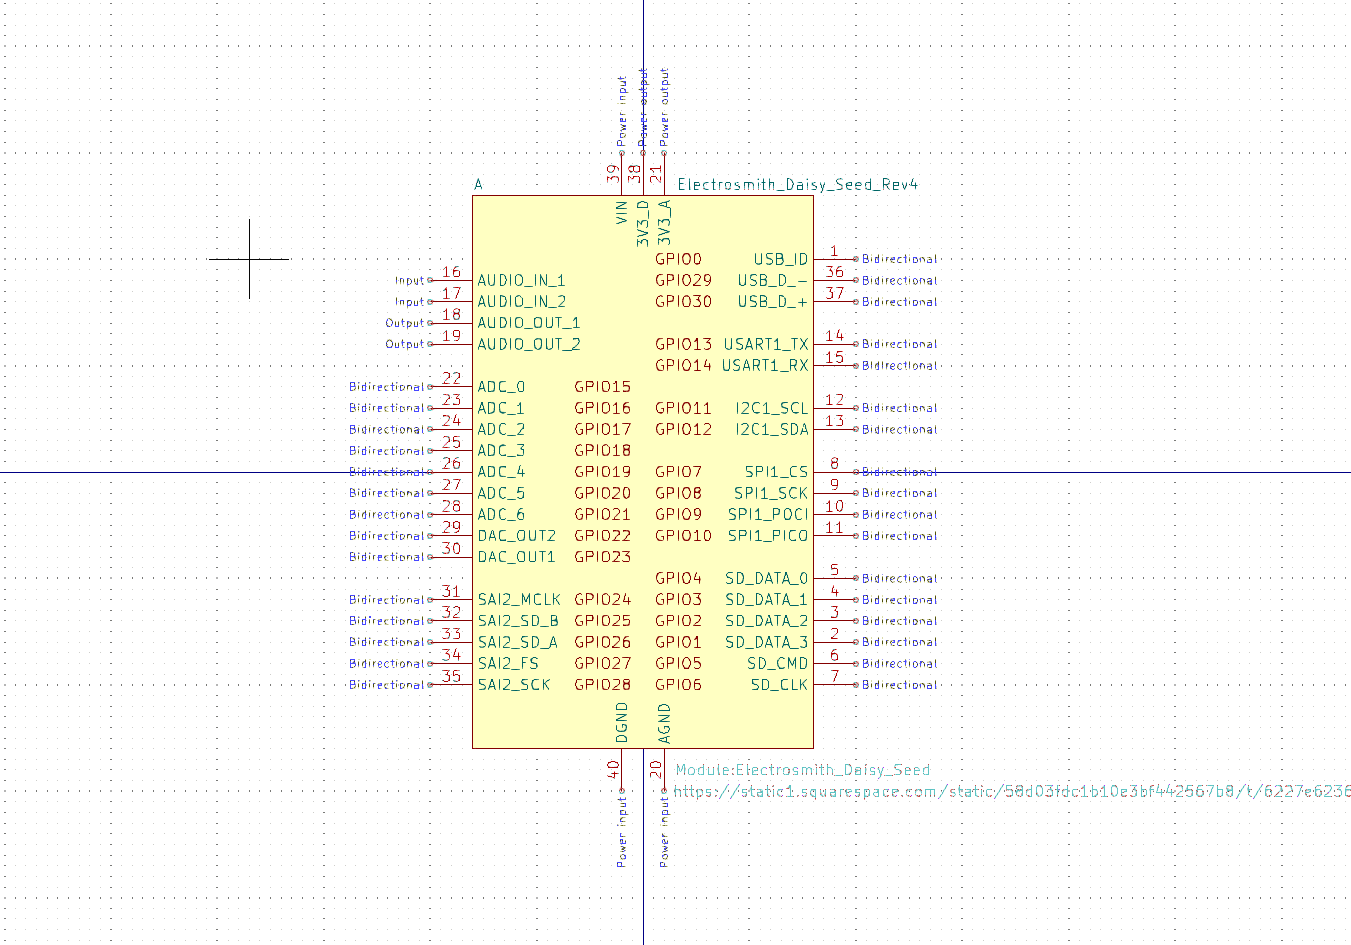 Power input
Power output
Power output
39
38
21
A
Electrosmith_Daisy_Seed_Rev4
VIN
3V3_D
3V3_A
GPIO0 USB_ID 1 Bidirectional
Input 16 AUDIO_IN_1 GPIO29 USB_D_- 36 Bidirectional
Input 17 AUDIO_IN_2 GPIO30 USB_D_+ 37 Bidirectional
Output 18 AUDIO_OUT_1
Output 19 AUDIO_OUT_2 GPIO13 USART1_TX 14 Bidirectional
GPIO14 USART1_RX 15 Bidirectional
Bidirectional 22 ADC_0 GPIO15
Bidirectional 23 ADC_1 GPIO16 GPIO11 I2C1_SCL 12 Bidirectional
Bidirectional 24 ADC_2 GPIO17 GPIO12 I2C1_SDA 13 Bidirectional
Bidirectional 25 ADC_3 GPIO18
Bidirectional 26 ADC_4 GPIO19 GPIO7 SPI1_CS 8 Bidirectional
Bidirectional 27 ADC_5 GPIO20 GPIO8 SPI1_SCK 9 Bidirectional
Bidirectional 28 ADC_6 GPIO21 GPIO9 SPI1_POCI 10 Bidirectional
Bidirectional 29 DAC_OUT2 GPIO22 GPIO10 SPI1_PICO 11 Bidirectional
Bidirectional 30 DAC_OUT1 GPIO23
GPIO4 SD_DATA_0 5 Bidirectional
Bidirectional 31 SAI2_MCLK GPIO24 GPIO3 SD_DATA_1 4 Bidirectional
Bidirectional 32 SAI2_SD_B GPIO25 GPIO2 SD_DATA_2 3 Bidirectional
Bidirectional 33 SAI2_SD_A GPIO26 GPIO1 SD_DATA_3 2 Bidirectional
Bidirectional 34 SAI2_FS GPIO27 GPIO5 SD_CMD 6 Bidirectional
Bidirectional 35 SAI2_SCK GPIO28 GPIO6 SD_CLK 7 Bidirectional
DGND
AGND
40
20
Module:Electrosmith_Daisy_Seed
https://static1.squarespace.com/static/58d03fdc1b10e3bf442567b8/t/6227e6236
Power input
Power input